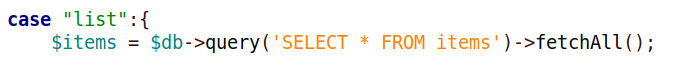 case "list":{
    $items = $db->query('SELECT * FROM items')->fetchAll();